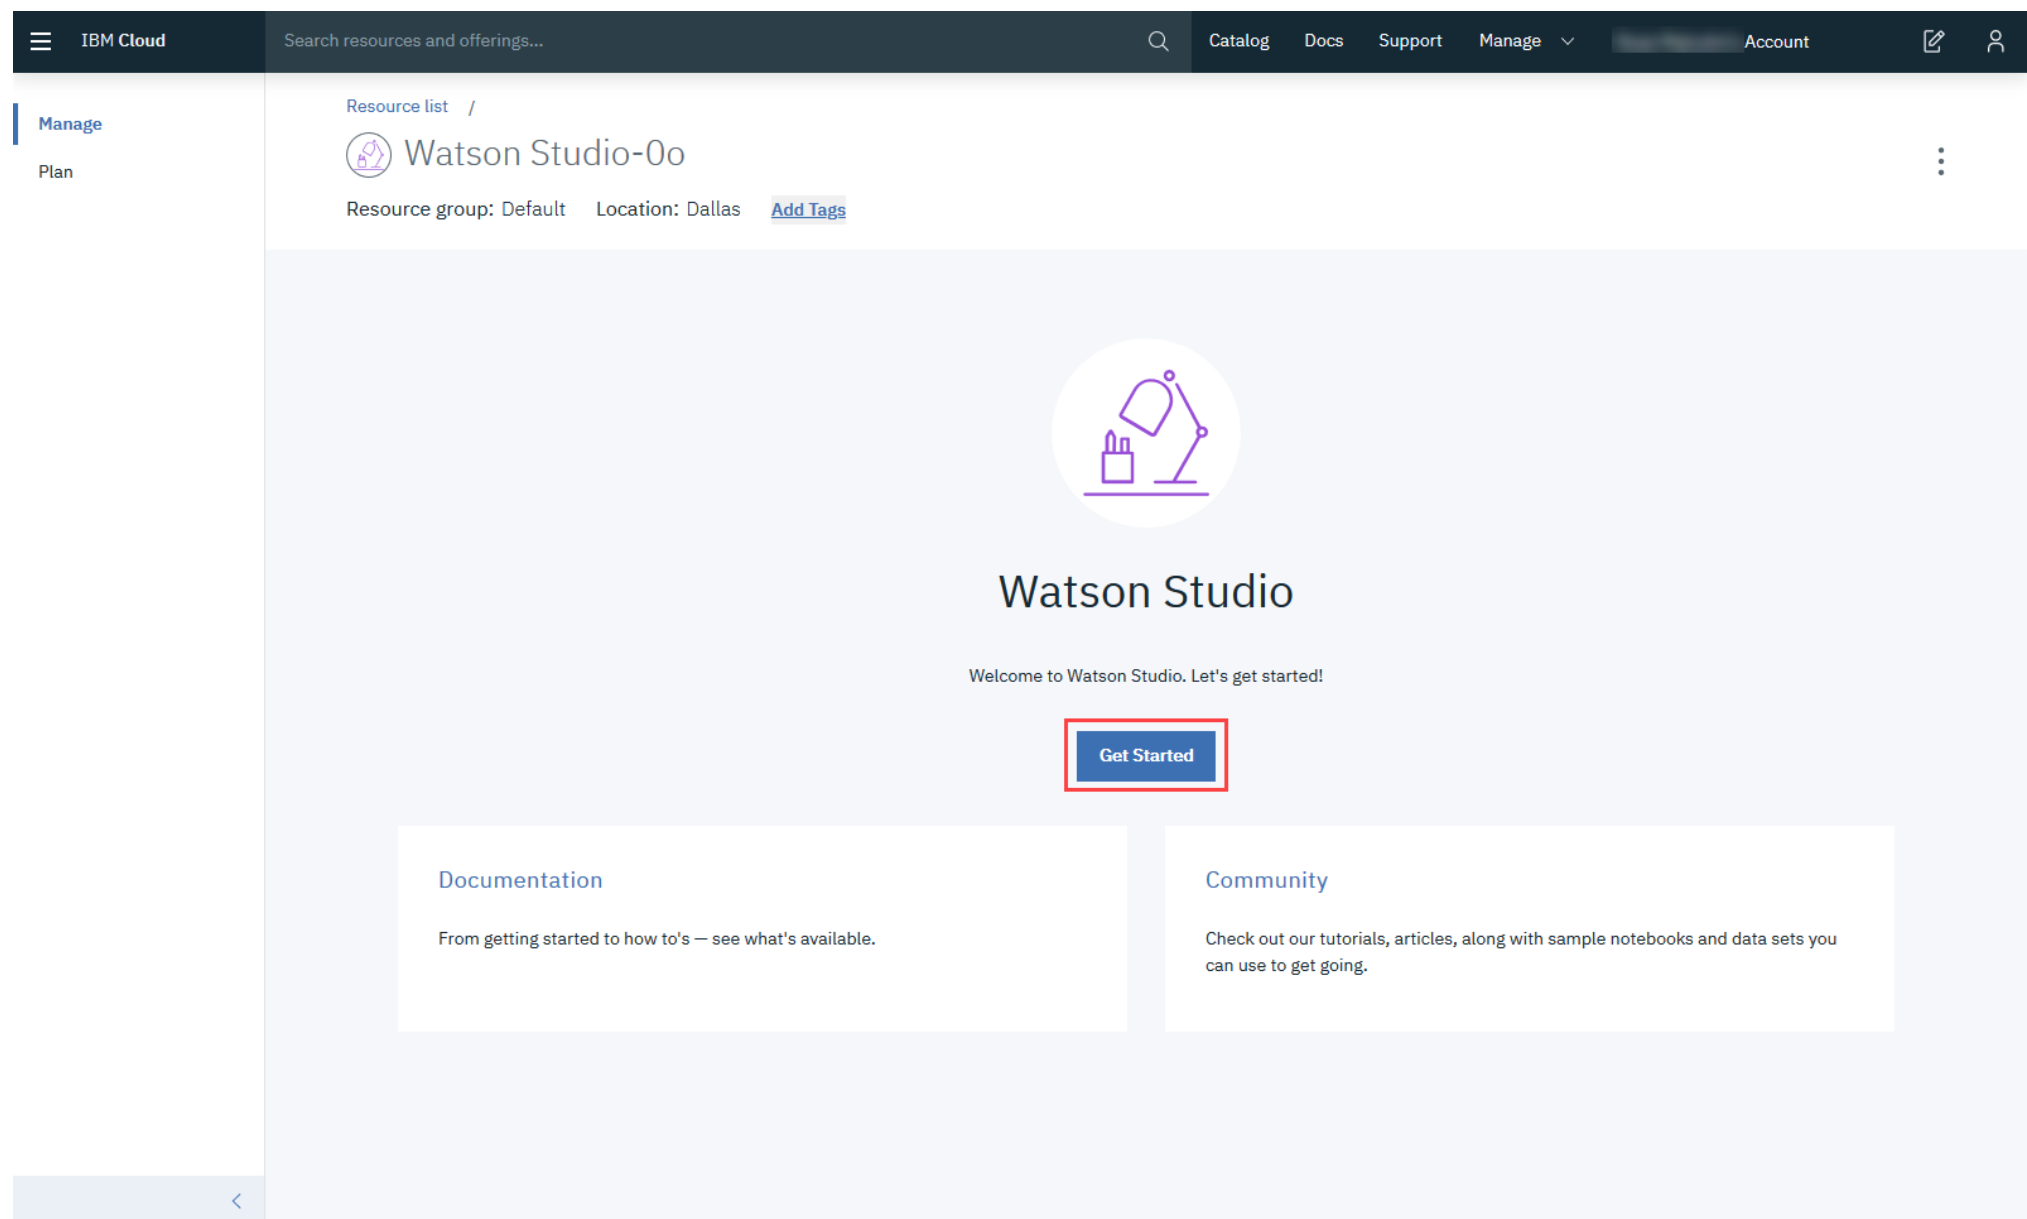 IBM Cloud
Search resources and offerings...
Catalog
Docs
Support
Manage
Account
Manage
Plan
Resource list /
Watson Studio-0o
Resource group: Default Location: Dallas Add Tags
Watson Studio
Welcome to Watson Studio. Let's get started!
Get Started
Documentation
From getting started to how to's — see what's available.
Community
Check out our tutorials, articles, along with sample notebooks and data sets you
can use to get going.